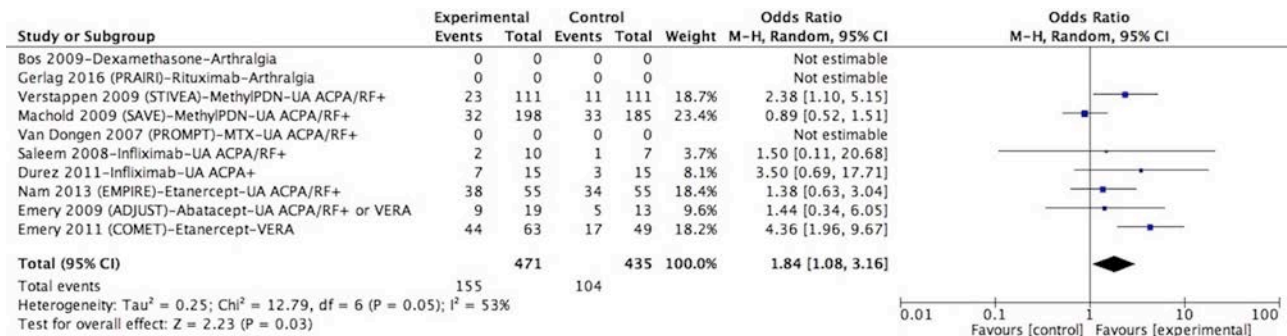 Experimental Control Odds Ratio Odds Ratio
Study or Subgroup Events Total Events Total Weight M-H, Random, 95% CI M-H, Random, 95% CI
Bos 2009-Dexamethasone-Arthralgia 0 0 0 0 Not estimable
Gerlag 2016 (PRAIRI)-Rituximab-Arthralgia 0 0 0 0 Not estimable
Verstappen 2009 (STIVEA)-MethylPDN-UA ACPA/RF+ 23 111 11 111 18.7% 2.38 [1.10, 5.15]
Machold 2009 (SAVE)-MethylPDN-UA ACPA/RF+ 32 198 33 185 23.4% 0.89 [0.52, 1.51]
Van Dongen 2007 (PROMPT)-MTX-UA ACPA/RF+ 0 0 0 0 Not estimable
Saleem 2008-Infliximab-UA ACPA/RF+ 2 10 1 7 3.7% 1.50 [0.11, 20.68]
Durez 2011-Infliximab-UA ACPA+ 7 15 3 15 8.1% 3.50 [0.69, 17.71]
Nam 2013 (EMPIRE)-Etanercept-UA ACPA/RF+ 38 55 34 55 18.4% 1.38 [0.63, 3.04]
Emery 2009 (ADJUST)-Abatacept-UA ACPA/RF+ or VERA 9 19 5 13 9.6% 1.44 [0.34, 6.05]
Emery 2011 (COMET)-Etanercept-VERA 44 63 17 49 18.2% 4.36 [1.96, 9.67]
Total (95% CI) 471 435 100.0% 1.84 [1.08, 3.16]
Total events 155 104
Heterogeneity: Tau² = 0.25; Chi² = 12.79, df = 6 (P = 0.05); I² = 53%
Test for overall effect: Z = 2.23 (P = 0.03)
0.01 0.1 1 10 100
Favours [control] Favours [experimental]